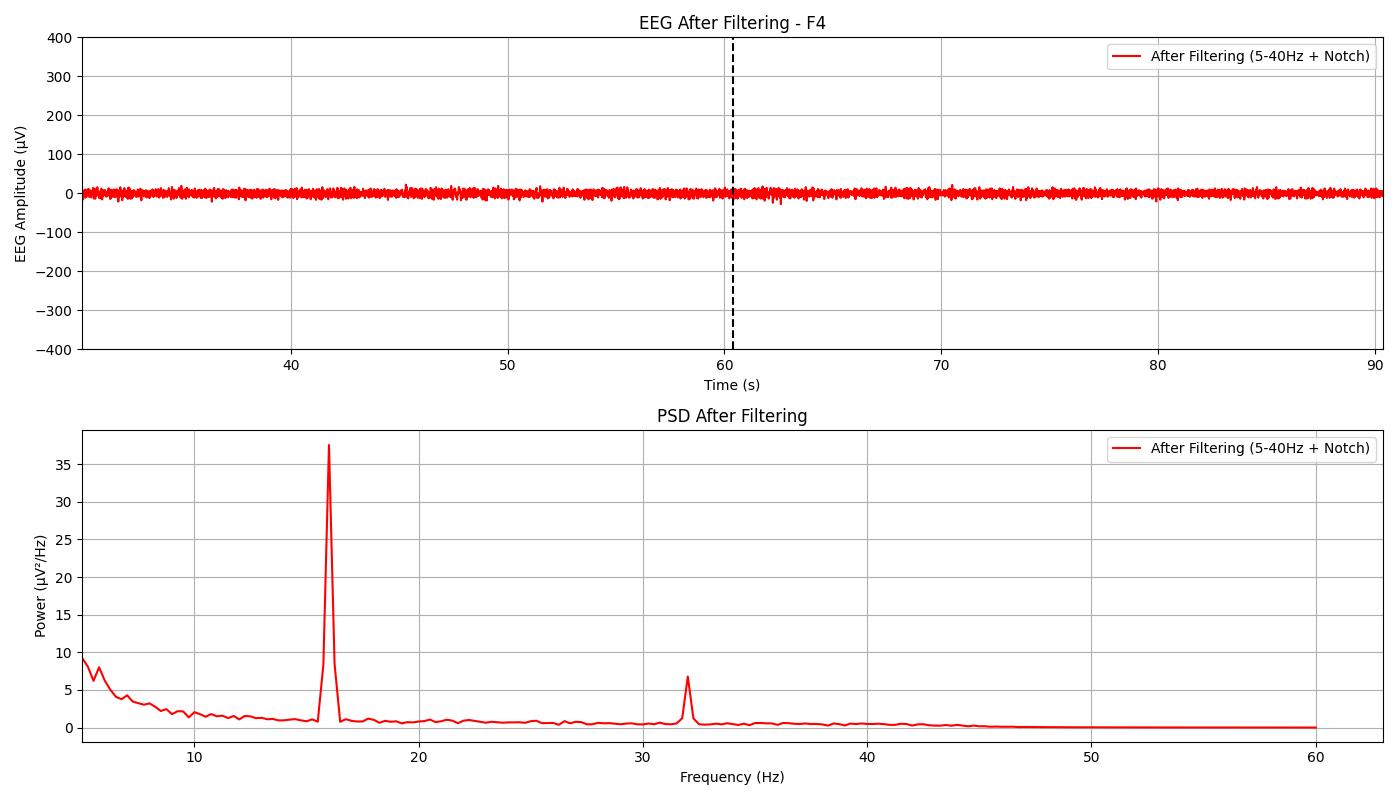 EEG After Filtering - F4
EEG Amplitude (µV)
400
300
200
100
0
−100
−200
−300
−400
After Filtering (5-40Hz + Notch)
40 50 60 70 80 90
Time (s)
PSD After Filtering
Power (µV²/Hz)
35
30
25
20
15
10
5
0
After Filtering (5-40Hz + Notch)
10 20 30 40 50 60
Frequency (Hz)